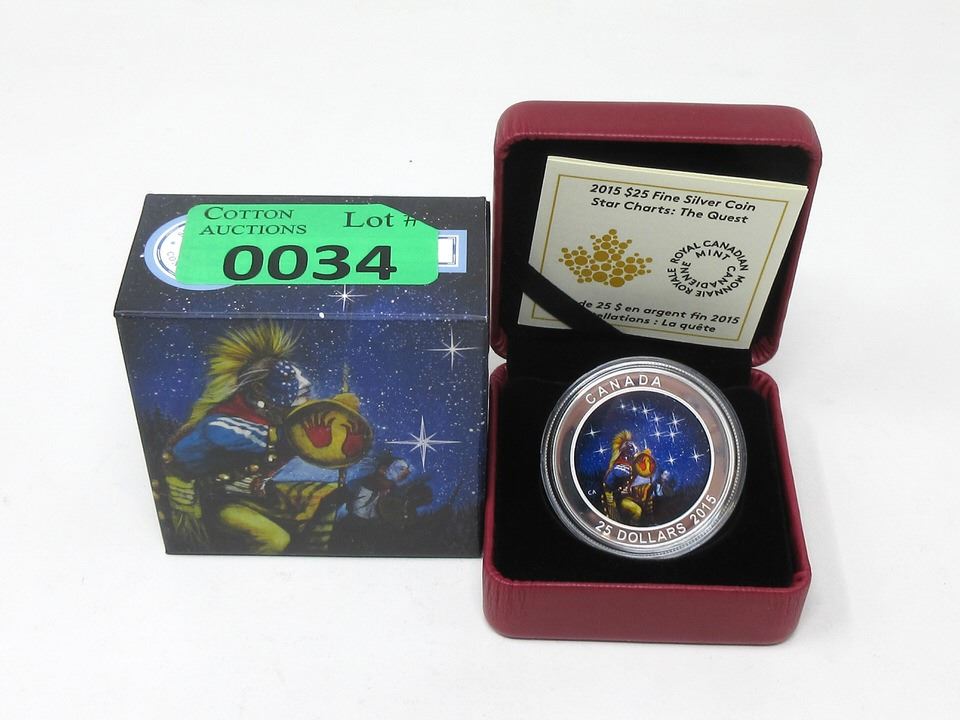 COTTON
AUCTIONS
Lot #
0034
2015 $25 Fine Silver Coin
Star Charts: The Quest
ROYAL CANADIAN MINT
MONNAIE ROYALE CANADIENNE
de 25 $ en argent fin 2015
: La quête
CANADA
CA
25 DOLLARS 2015